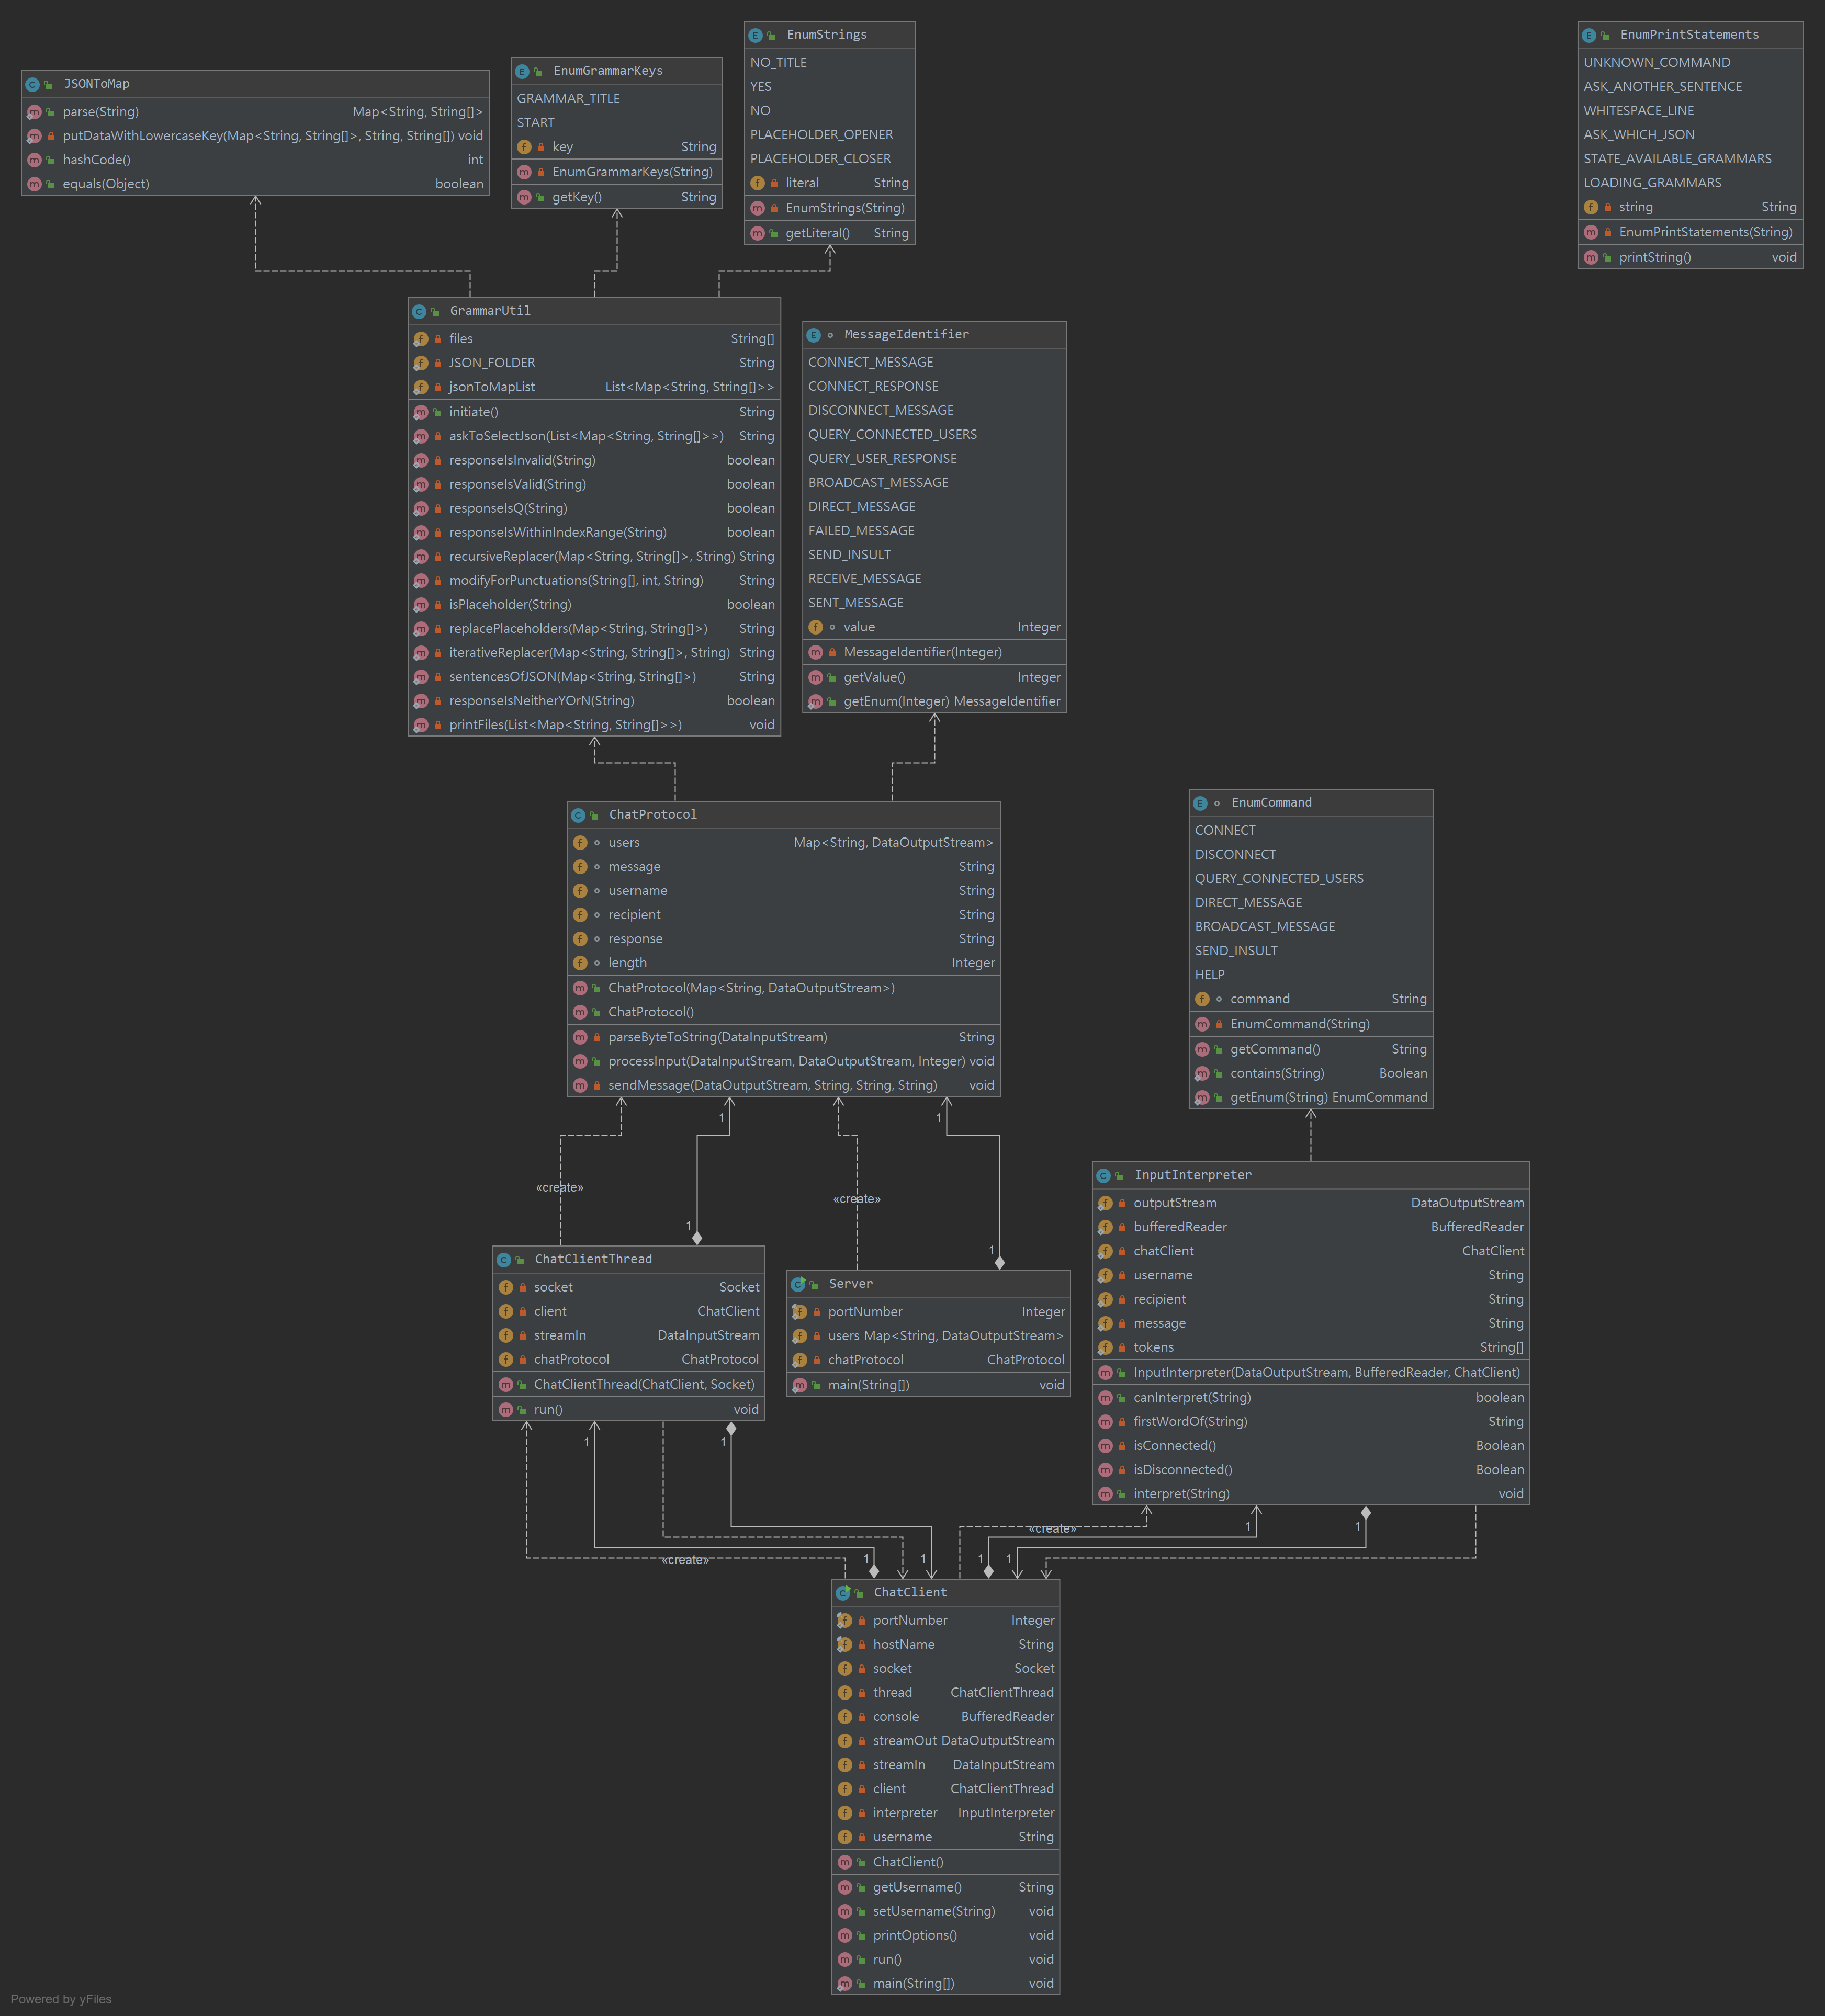 EnumStrings
NO_TITLE
YES
NO
PLACEHOLDER_OPENER
PLACEHOLDER_CLOSER
literal String
EnumStrings(String)
getLiteral() String
EnumPrintStatements
UNKNOWN_COMMAND
ASK_ANOTHER_SENTENCE
WHITESPACE_LINE
ASK_WHICH_JSON
STATE_AVAILABLE_GRAMMARS
LOADING_GRAMMARS
string String
EnumPrintStatements(String)
printString() void
EnumGrammarKeys
GRAMMAR_TITLE
START
key String
EnumGrammarKeys(String)
getKey() String
JSONToMap
parse(String) Map<String, String[]>
putDataWithLowercaseKey(Map<String, String[]>, String, String[]) void
hashCode() int
equals(Object) boolean
GrammarUtil
files String[]
JSON_FOLDER String
jsonToMapList List<Map<String, String[]>>
initiate() String
askToSelectJson(List<Map<String, String[]>>) String
responseIsInvalid(String) boolean
responseIsValid(String) boolean
responseIsQ(String) boolean
responseIsWithinIndexRange(String) boolean
recursiveReplacer(Map<String, String[]>, String) String
modifyForPunctuations(String[], int, String) String
isPlaceholder(String) boolean
replacePlaceholders(Map<String, String[]>) String
iterativeReplacer(Map<String, String[]>, String) String
sentencesOfJSON(Map<String, String[]>) String
responseIsNeitherYOrN(String) boolean
printFiles(List<Map<String, String[]>>) void
MessageIdentifier
CONNECT_MESSAGE
CONNECT_RESPONSE
DISCONNECT_MESSAGE
QUERY_CONNECTED_USERS
QUERY_USER_RESPONSE
BROADCAST_MESSAGE
DIRECT_MESSAGE
FAILED_MESSAGE
SEND_INSULT
RECEIVE_MESSAGE
SENT_MESSAGE
value Integer
MessageIdentifier(Integer)
getValue() Integer
getEnum(Integer) MessageIdentifier
ChatProtocol
users Map<String, DataOutputStream>
message String
username String
recipient String
response String
length Integer
ChatProtocol(Map<String, DataOutputStream>)
ChatProtocol()
parseByteToString(DataInputStream) String
processInput(DataInputStream, DataOutputStream, Integer) void
sendMessage(DataOutputStream, String, String, String) void
EnumCommand
CONNECT
DISCONNECT
QUERY_CONNECTED_USERS
DIRECT_MESSAGE
BROADCAST_MESSAGE
SEND_INSULT
HELP
command String
EnumCommand(String)
getCommand() String
contains(String) Boolean
getEnum(String) EnumCommand
1
1
«create»
«create»
1
1
ChatClientThread
socket Socket
client ChatClient
streamIn DataInputStream
chatProtocol ChatProtocol
ChatClientThread(ChatClient, Socket)
run() void
Server
portNumber Integer
users Map<String, DataOutputStream>
chatProtocol ChatProtocol
main(String[]) void
InputInterpreter
outputStream DataOutputStream
bufferedReader BufferedReader
chatClient ChatClient
username String
recipient String
message String
tokens String[]
InputInterpreter(DataOutputStream, BufferedReader, ChatClient)
canInterpret(String) boolean
firstWordOf(String) String
isConnected() Boolean
isDisconnected() Boolean
interpret(String) void
1
1
1
1
«create»
«create»
1
1
1
1
ChatClient
portNumber Integer
hostName String
socket Socket
thread ChatClientThread
console BufferedReader
streamOut DataOutputStream
streamIn DataInputStream
client ChatClientThread
interpreter InputInterpreter
username String
ChatClient()
getUsername() String
setUsername(String) void
printOptions() void
run() void
main(String[]) void
Powered by yFiles